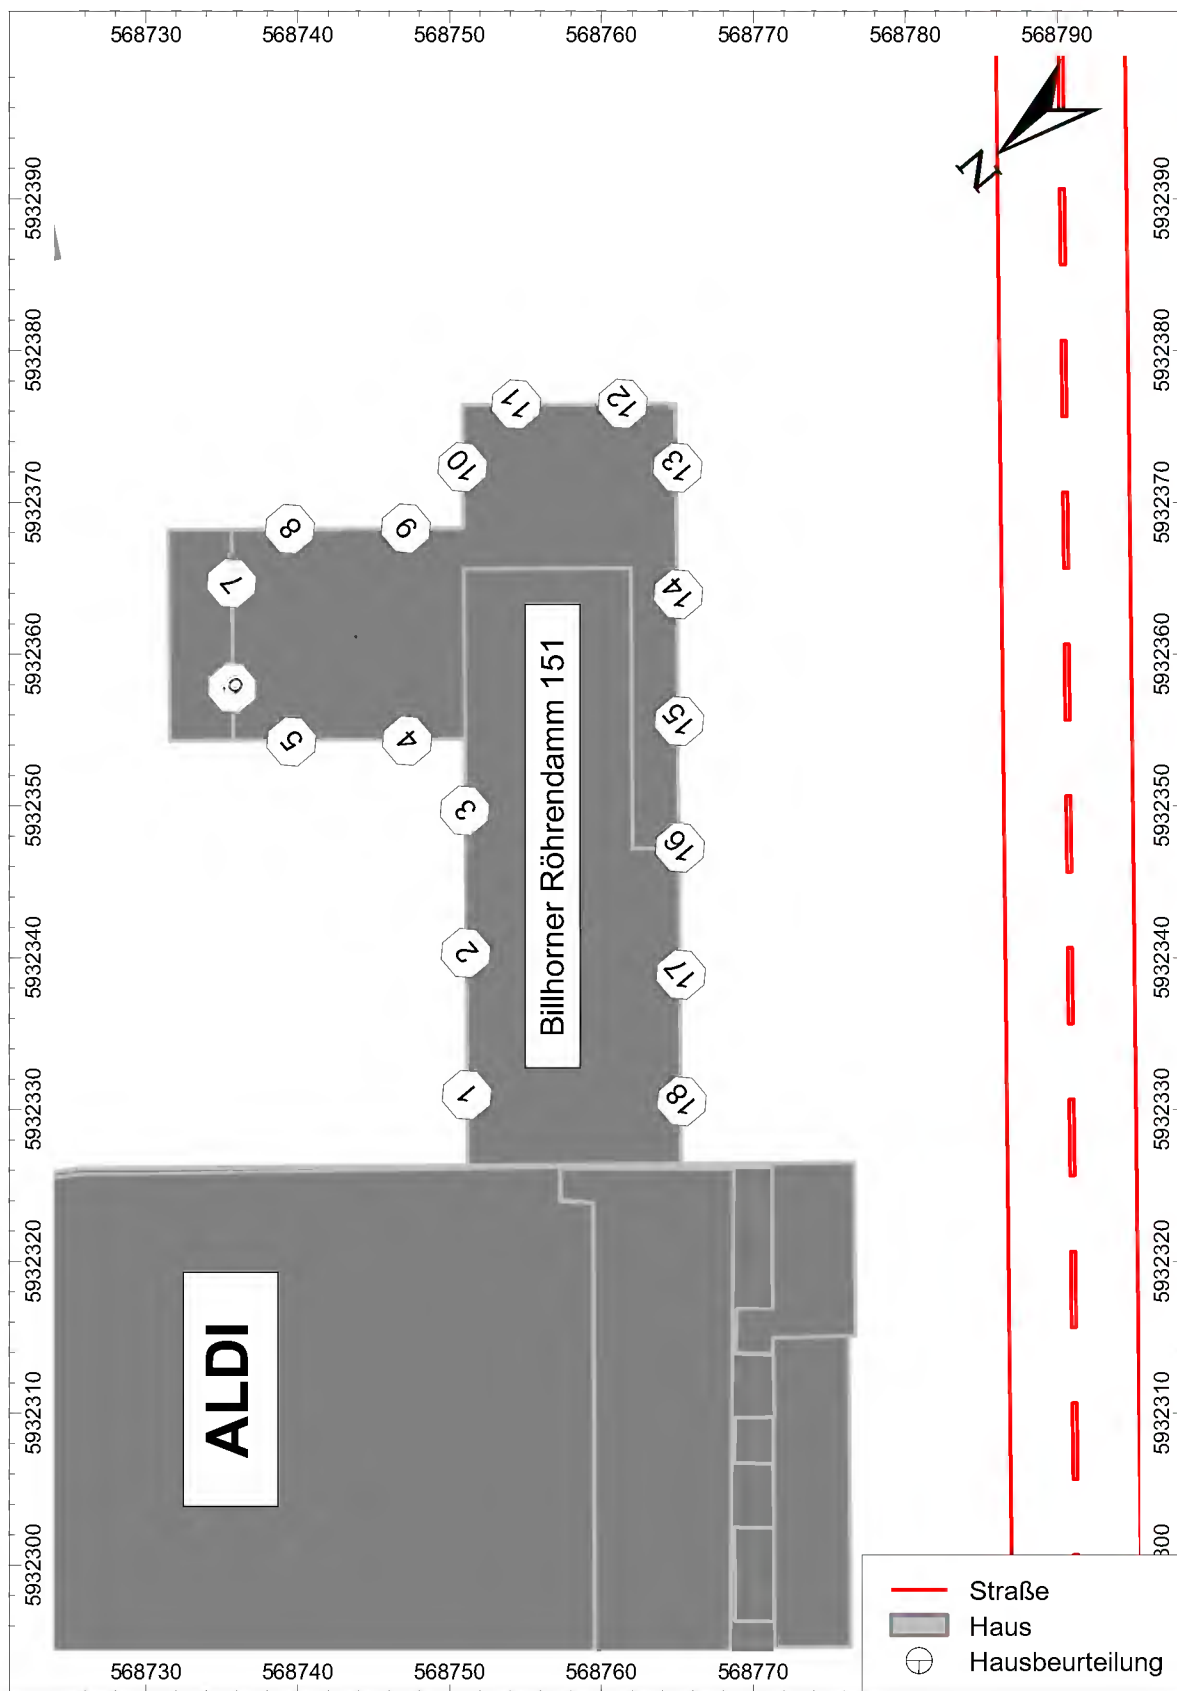 568730 568740 568750 568760 568770 568780 568790
N
5932390 5932390
5932380 5932380
11 12
10 13
5932370 5932370
8 9
7 14
5932360 5932360
6
Billhorner Röhrendamm 151
5 4 15
5932350 5932350
3 16
5932340 5932340
2 17
5932330 5932330
1 18
5932320 5932320
ALDI
5932310 5932310
5932300 300
Straße
Haus
Hausbeurteilung
568730 568740 568750 568760 568770